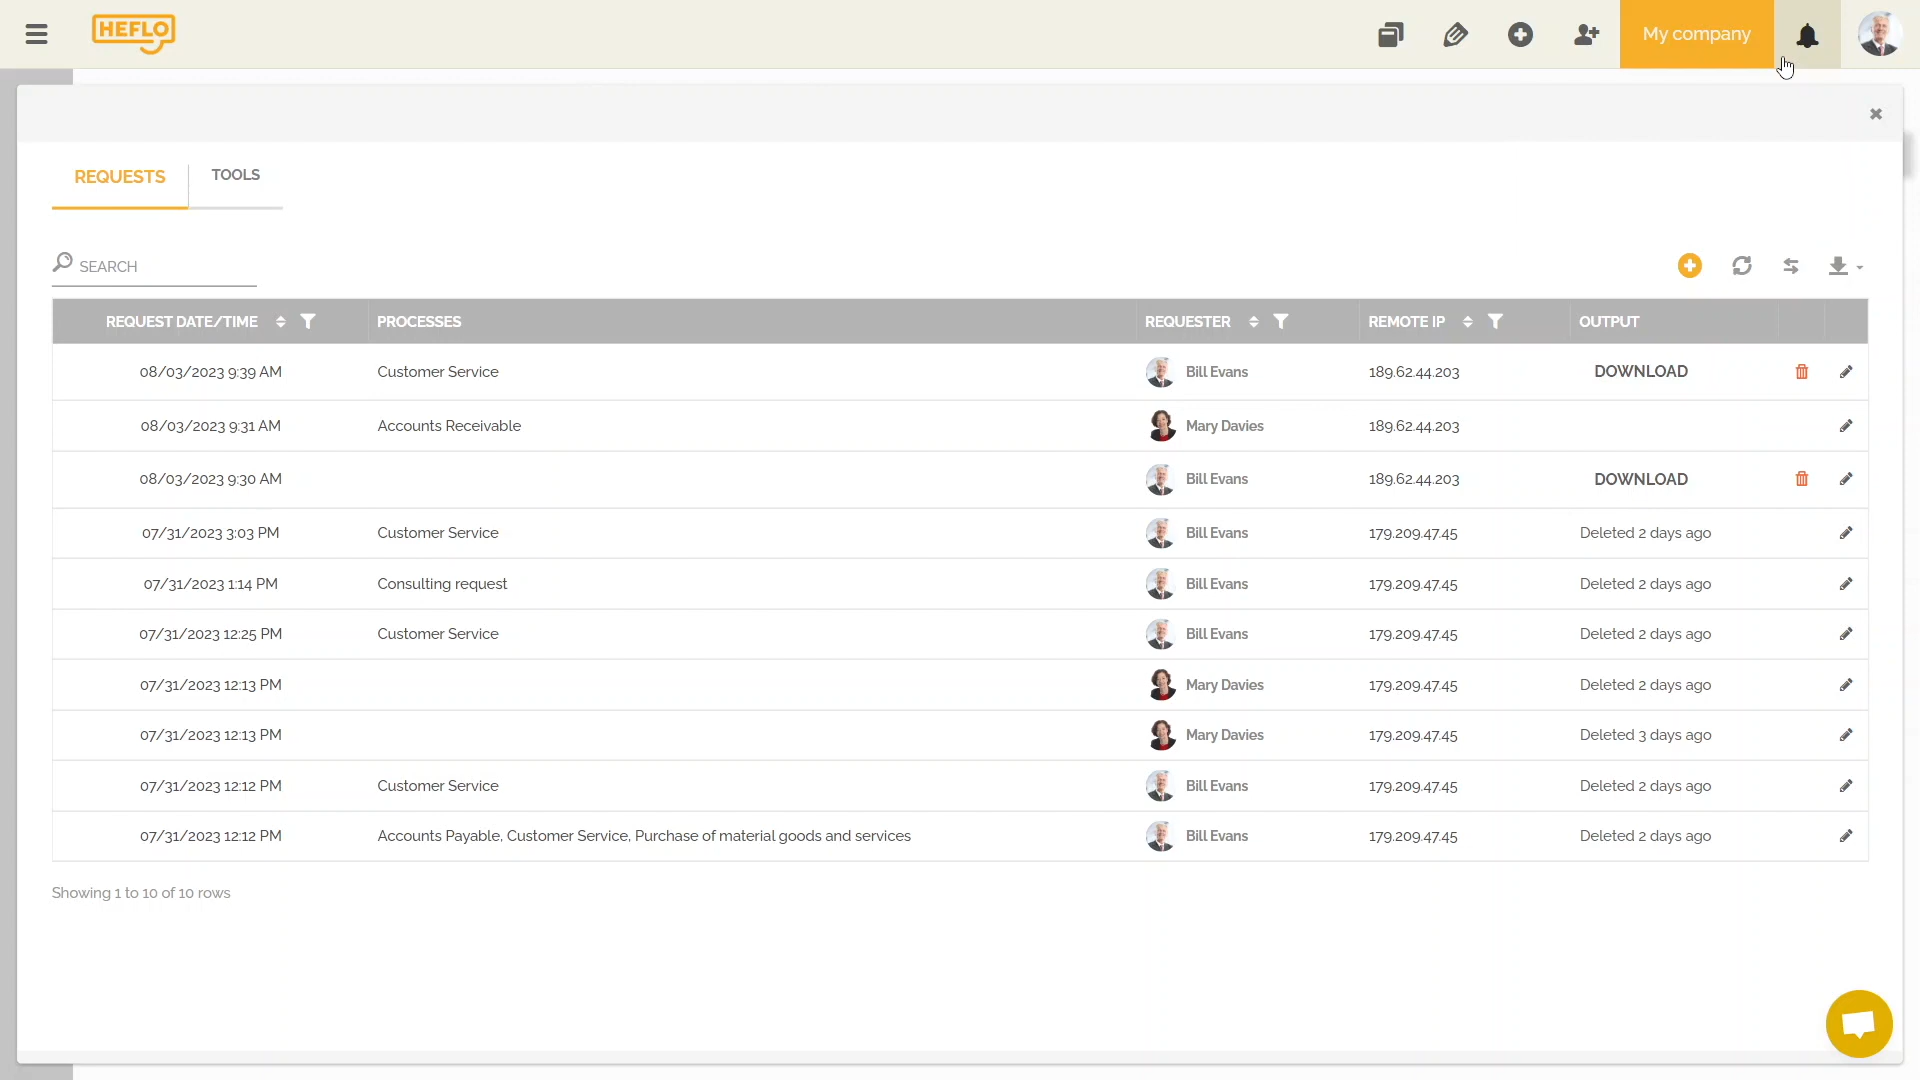 HEFLO
My company
REQUESTS
TOOLS
SEARCH
REQUEST DATE/TIME PROCESSES REQUESTER REMOTE IP OUTPUT
08/03/2023 9:39 AM Customer Service Bill Evans 189.62.44.203 DOWNLOAD
08/03/2023 9:31 AM Accounts Receivable Mary Davies 189.62.44.203
08/03/2023 9:30 AM Bill Evans 189.62.44.203 DOWNLOAD
07/31/2023 3:03 PM Customer Service Bill Evans 179.209.47.45 Deleted 2 days ago
07/31/2023 1:14 PM Consulting request Bill Evans 179.209.47.45 Deleted 2 days ago
07/31/2023 12:25 PM Customer Service Bill Evans 179.209.47.45 Deleted 2 days ago
07/31/2023 12:13 PM Mary Davies 179.209.47.45 Deleted 2 days ago
07/31/2023 12:13 PM Mary Davies 179.209.47.45 Deleted 3 days ago
07/31/2023 12:12 PM Customer Service Bill Evans 179.209.47.45 Deleted 2 days ago
07/31/2023 12:12 PM Accounts Payable, Customer Service, Purchase of material goods and services Bill Evans 179.209.47.45 Deleted 2 days ago
Showing 1 to 10 of 10 rows